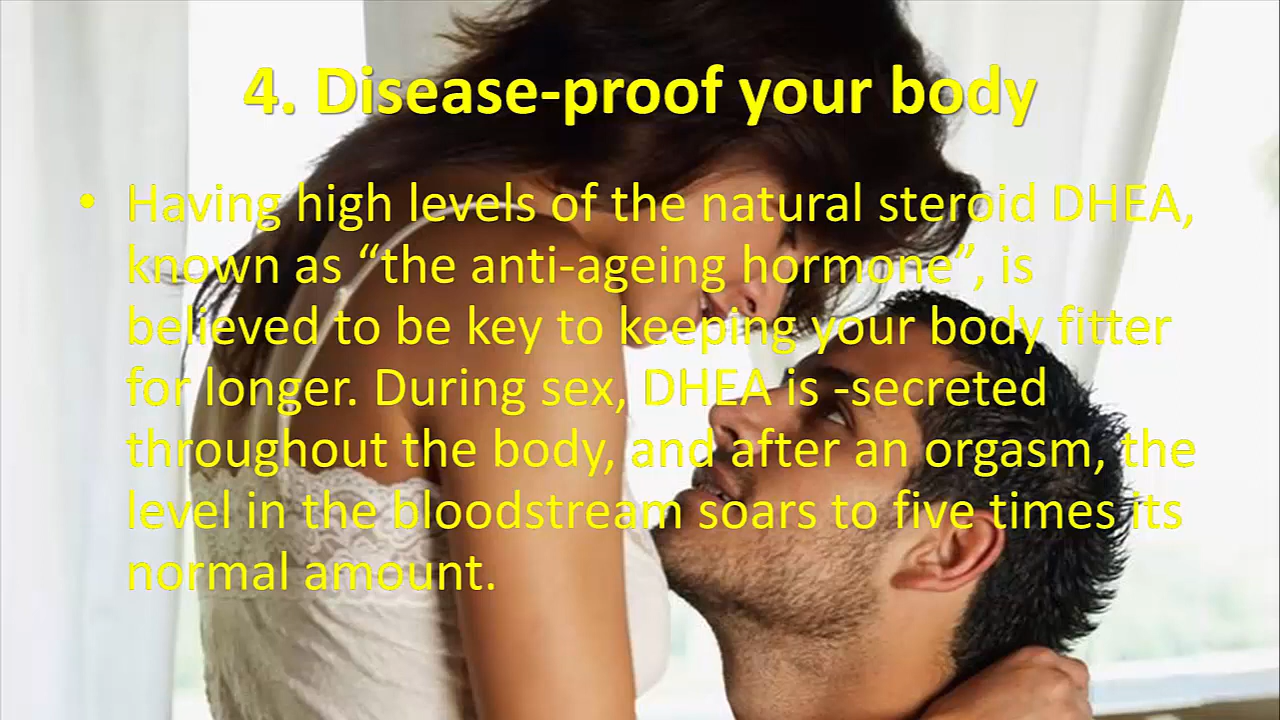 4. Disease-proof your body
• Having high levels of the natural steroid DHEA,
known as “the anti-ageing hormone”, is
believed to be key to keeping your body fitter
for longer. During sex, DHEA is -secreted
throughout the body, and after an orgasm, the
level in the bloodstream soars to five times its
normal amount.